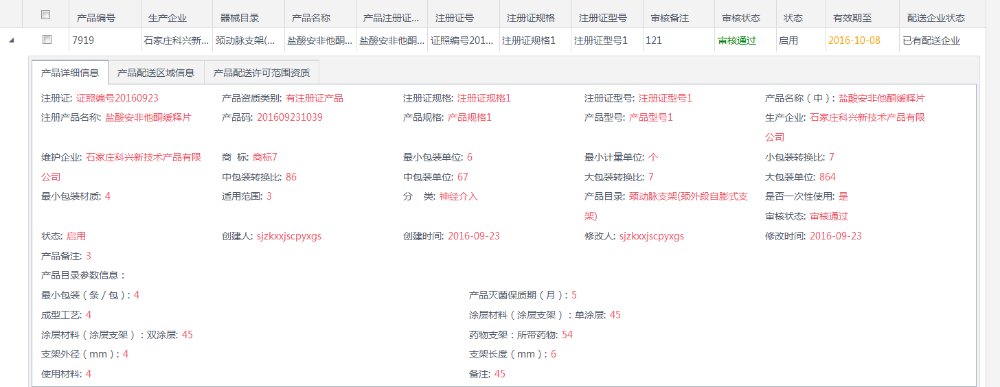 产品编号 生产企业 器械目录 产品名称 产品注册证... 注册证号 注册证规格 注册证型号 审核备注 审核状态 状态 有效期至 配送企业状态
7919 石家庄科兴新... 颈动脉支架(... 盐酸安非他酮... 盐酸安非他酮... 证照编号201... 注册证规格1 注册证型号1 121 审核通过 启用 2016-10-08 已有配送企业
产品详细信息 产品配送区域信息 产品配送许可范围资质
注册证: 证照编号20160923 产品资质类别: 有注册证产品 注册证规格: 注册证规格1 注册证型号: 注册证型号1 产品名称（中）: 盐酸安非他酮缓释片
注册产品名称: 盐酸安非他酮缓释片 产品码: 201609231039 产品规格: 产品规格1 产品型号: 产品型号1 生产企业: 石家庄科兴新技术产品有限
公司
维护企业: 石家庄科兴新技术产品有限 商 标: 商标7 最小包装单位: 6 最小计量单位: 个 小包装转换比: 7
公司 中包装转换比: 86 中包装单位: 67 大包装转换比: 7 大包装单位: 864
最小包装材质: 4 适用范围: 3 分 类: 神经介入 产品目录: 颈动脉支架(颈外段自膨式支 是否一次性使用: 是
架) 审核状态: 审核通过
状态: 启用 创建人: sjzkxxjscpyxgs 创建时间: 2016-09-23 修改人: sjzkxxjscpyxgs 修改时间: 2016-09-23
产品备注: 3
产品目录参数信息：
最小包装（条／包）: 4 产品灭菌保质期（月）: 5
成型工艺: 4 涂层材料（涂层支架）：单涂层: 45
涂层材料（涂层支架）：双涂层: 45 药物支架：所带药物: 54
支架外径（mm）: 4 支架长度（mm）: 6
使用材料: 4 备注: 45